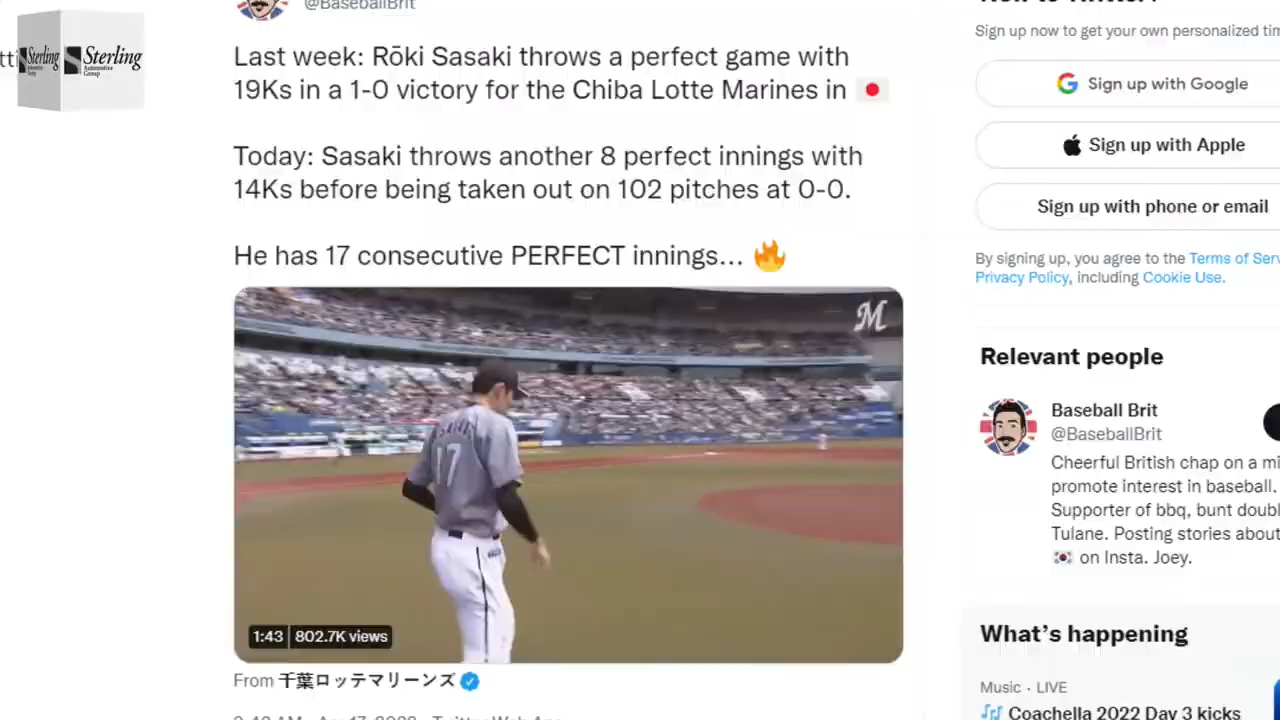 @BaseballBrit
Sterling
Automotive
Group
Sterling
Last week: Rōki Sasaki throws a perfect game with
19Ks in a 1-0 victory for the Chiba Lotte Marines in 🇯🇵
Today: Sasaki throws another 8 perfect innings with
14Ks before being taken out on 102 pitches at 0-0.
He has 17 consecutive PERFECT innings... 🔥
M
SASAKI
17
1:43 802.7K views
From 千葉ロッテマリーンズ
Sign up now to get your own personalized
Sign up with Google
Sign up with Apple
Sign up with phone or email
By signing up, you agree to the Terms of
Privacy Policy, including Cookie Use.
Relevant people
Baseball Brit
@BaseballBrit
Cheerful British chap on a
promote interest in baseball.
Supporter of bbq, bunt
Tulane. Posting stories
🇰🇷 on Insta. Joey.
What's happening
Music · LIVE
Coachella 2022 Day 3 kicks